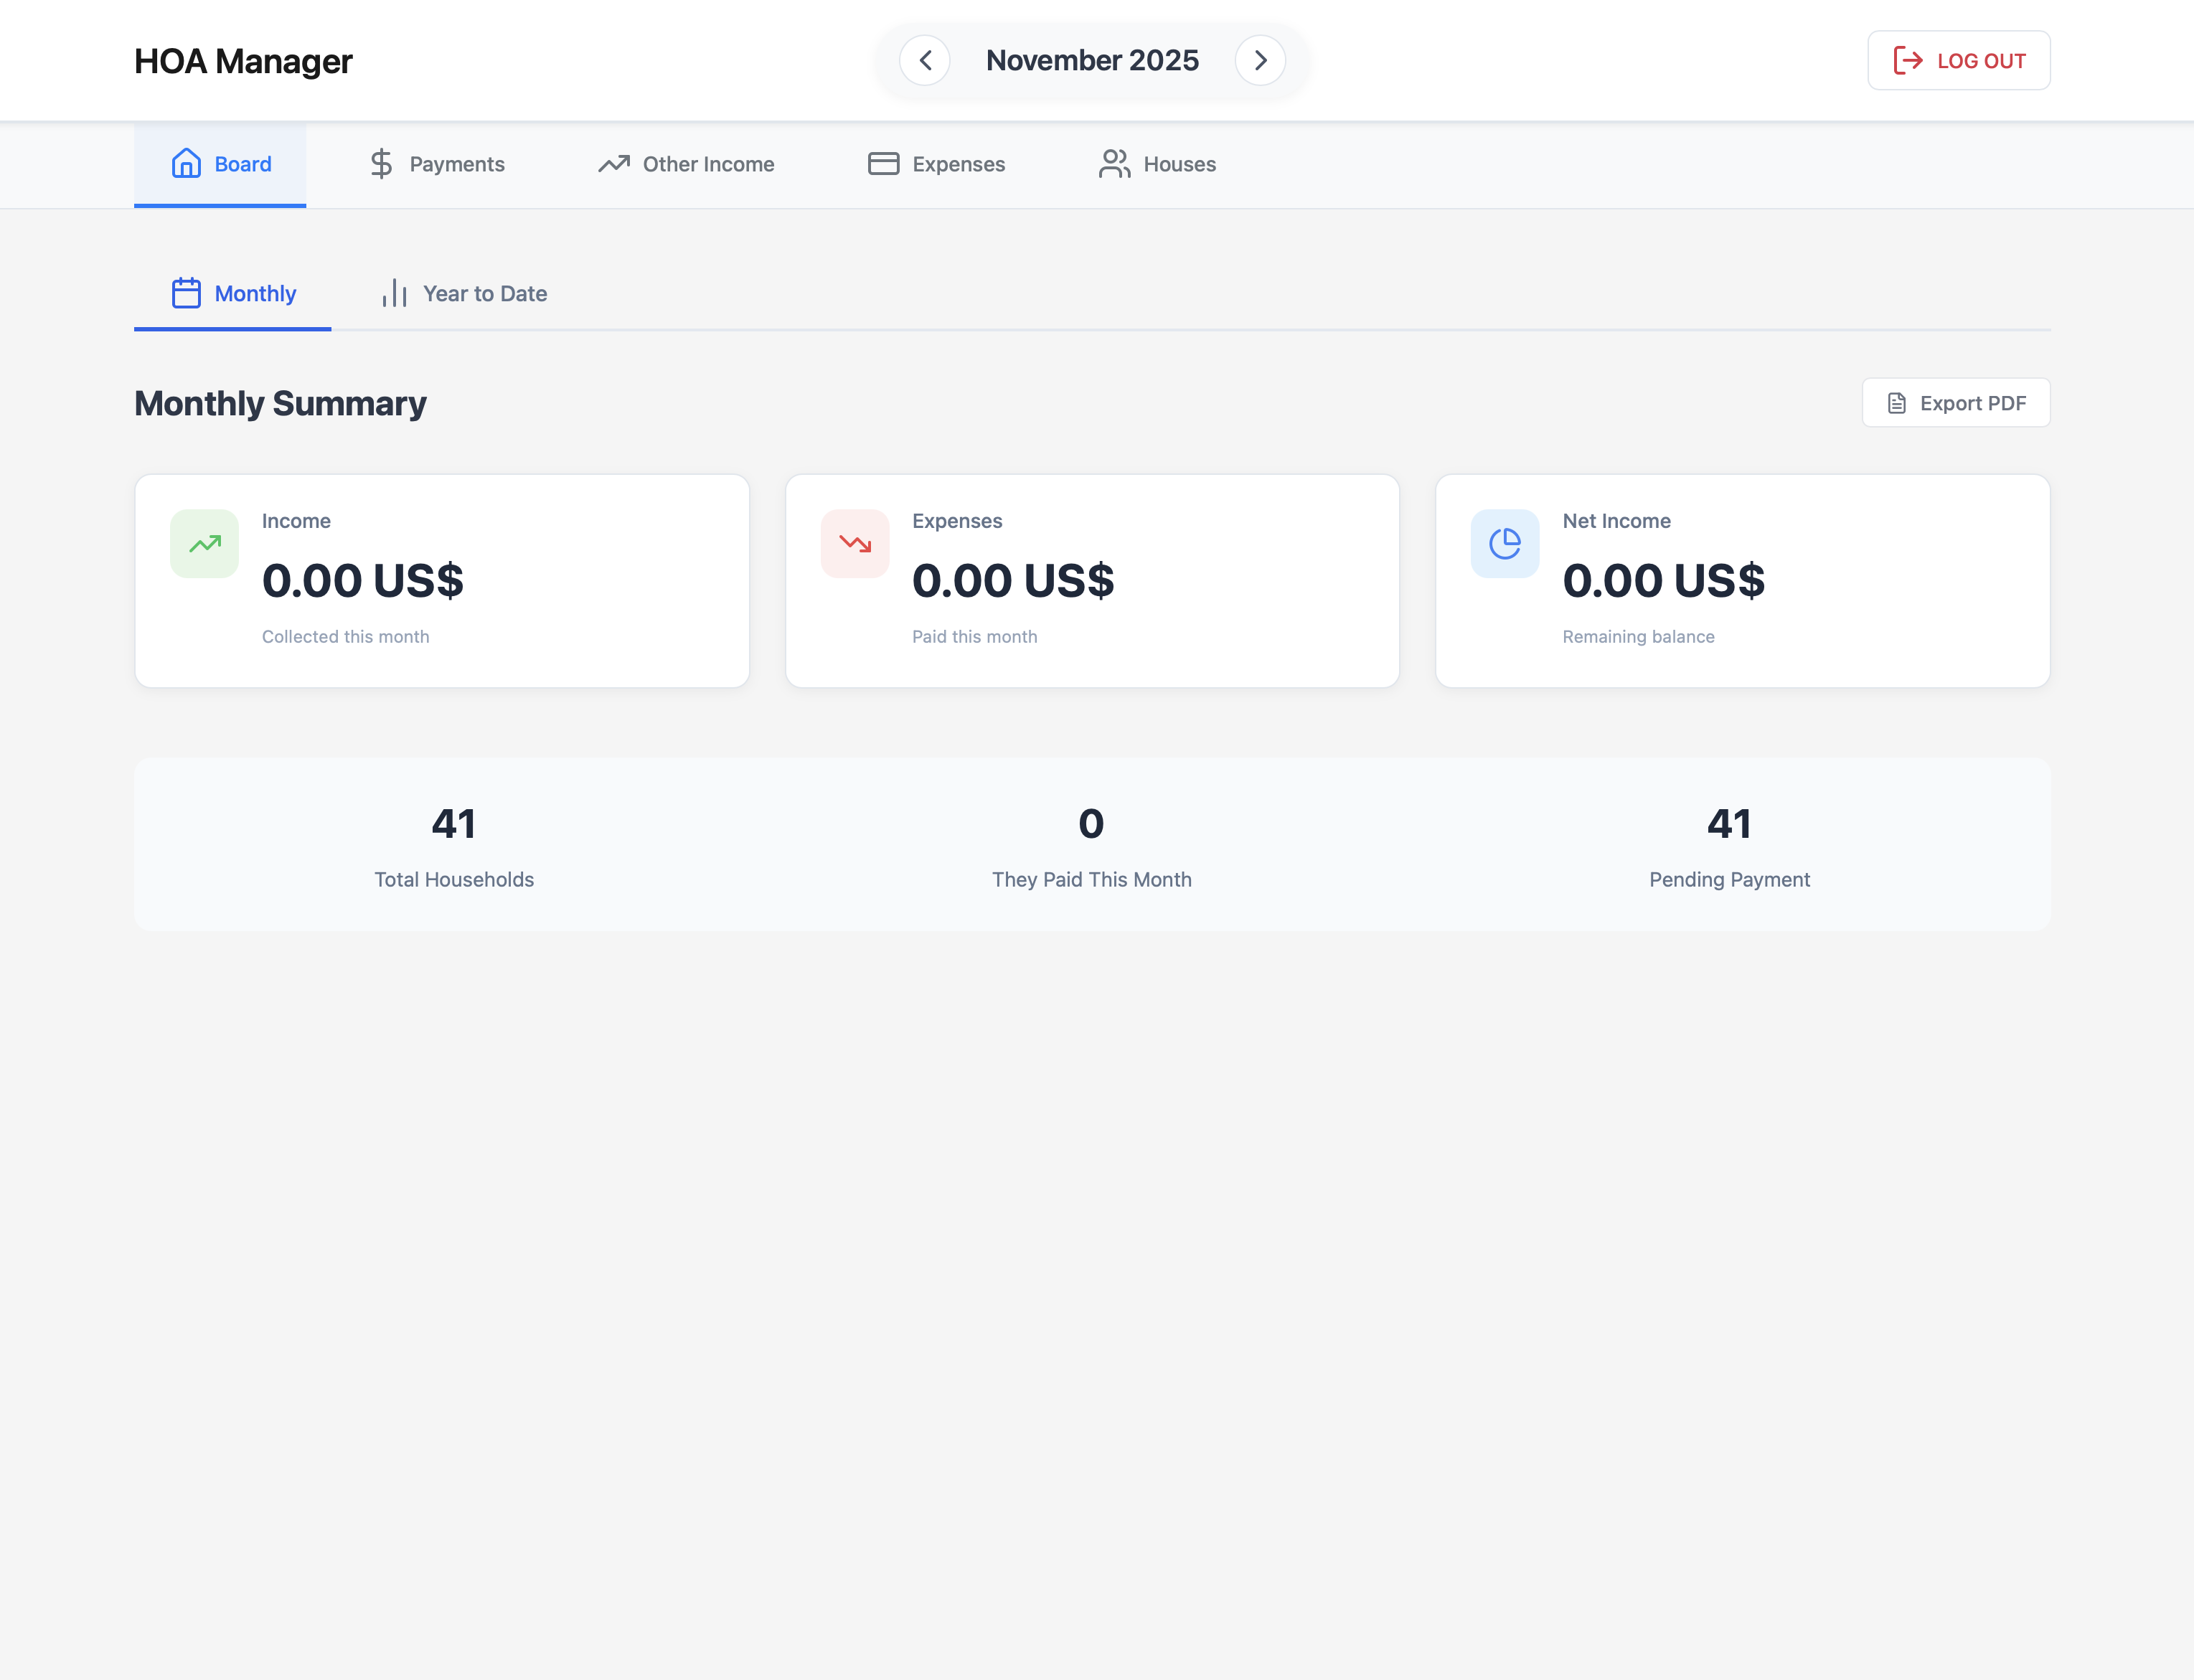 HOA Manager
November 2025
LOG OUT
Board
Payments
Other Income
Expenses
Houses
Monthly
Year to Date
Monthly Summary
Export PDF
Income
0.00 US$
Collected this month
Expenses
0.00 US$
Paid this month
Net Income
0.00 US$
Remaining balance
41
Total Households
0
They Paid This Month
41
Pending Payment